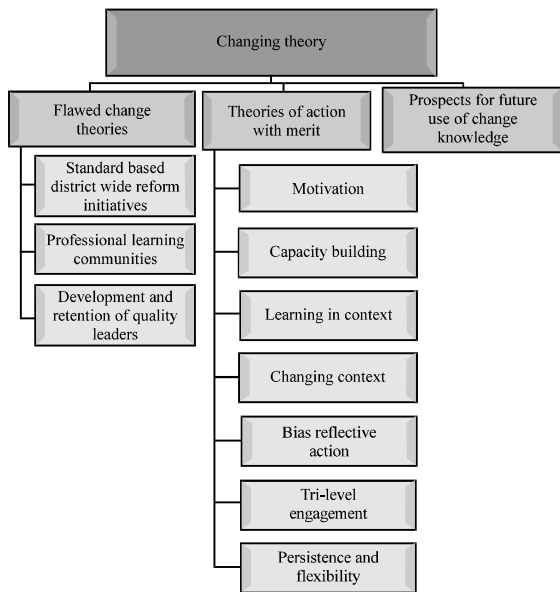 Changing theory
Flawed change
theories
Standard based
district wide reform
initiatives
Professional learning
communities
Development and
retention of quality
leaders
Theories of action
with merit
Motivation
Capacity building
Learning in context
Changing context
Bias reflective
action
Tri-level
engagement
Persistence and
flexibility
Prospects for future
use of change
knowledge